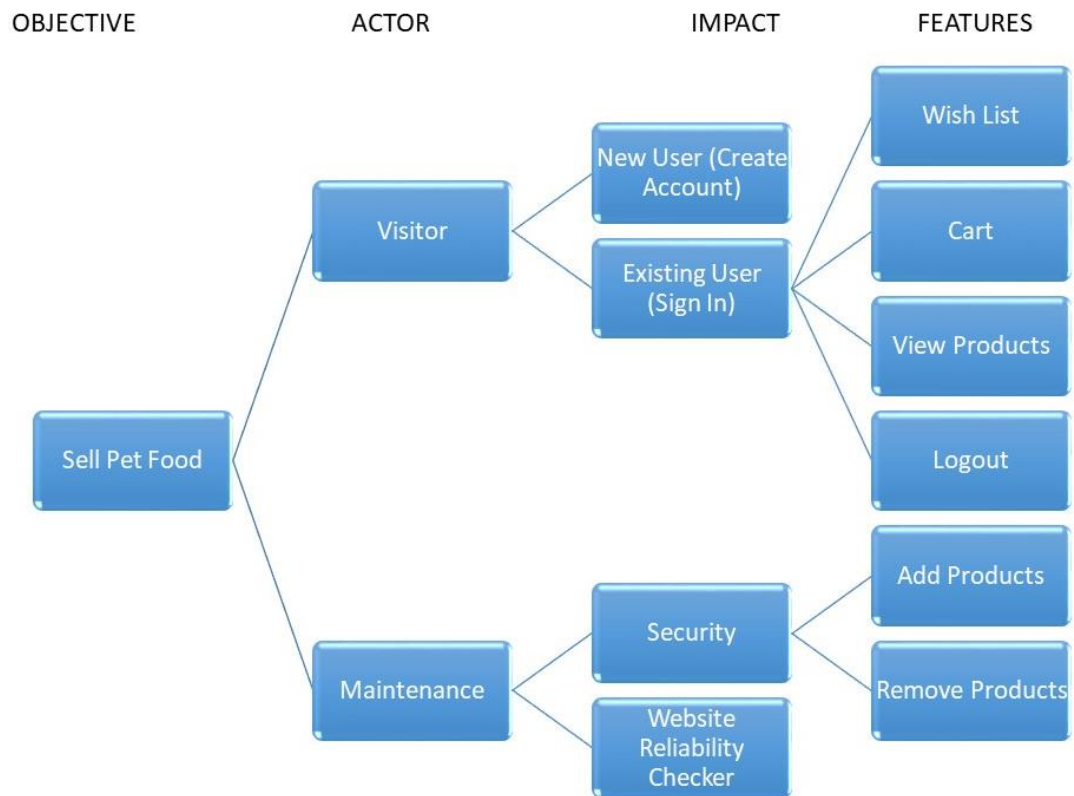 OBJECTIVE ACTOR IMPACT FEATURES
Wish List
New User (Create
Account)
Visitor
Cart
Existing User
(Sign In)
View Products
Sell Pet Food
Logout
Add Products
Security
Maintenance
Remove Products
Website
Reliability
Checker